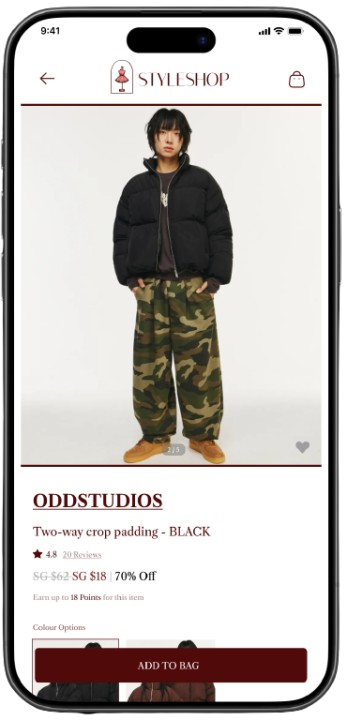 9:41
STYLESHOP
2/5
ODDSTUDIOS
Two-way crop padding - BLACK
4.8 20 Reviews
SG $62 SG $18 | 70% Off
Earn up to 18 Points for this item
Colour Options
ADD TO BAG